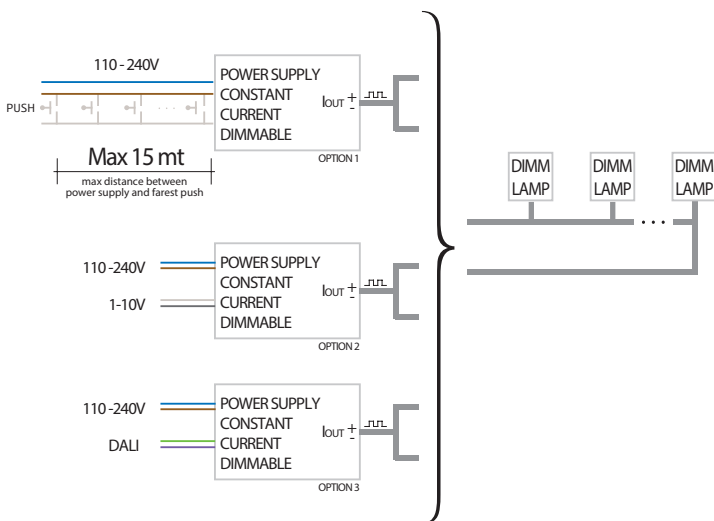 110 - 240V
PUSH
POWER SUPPLY
CONSTANT
CURRENT
DIMMABLE
IOUT + -
OPTION 1
Max 15 mt
max distance between
power supply and farest push
DIMM
LAMP
DIMM
LAMP
...
DIMM
LAMP
110 -240V
1-10V
POWER SUPPLY
CONSTANT
CURRENT
DIMMABLE
IOUT + -
OPTION 2
110 -240V
DALI
POWER SUPPLY
CONSTANT
CURRENT
DIMMABLE
IOUT + -
OPTION 3